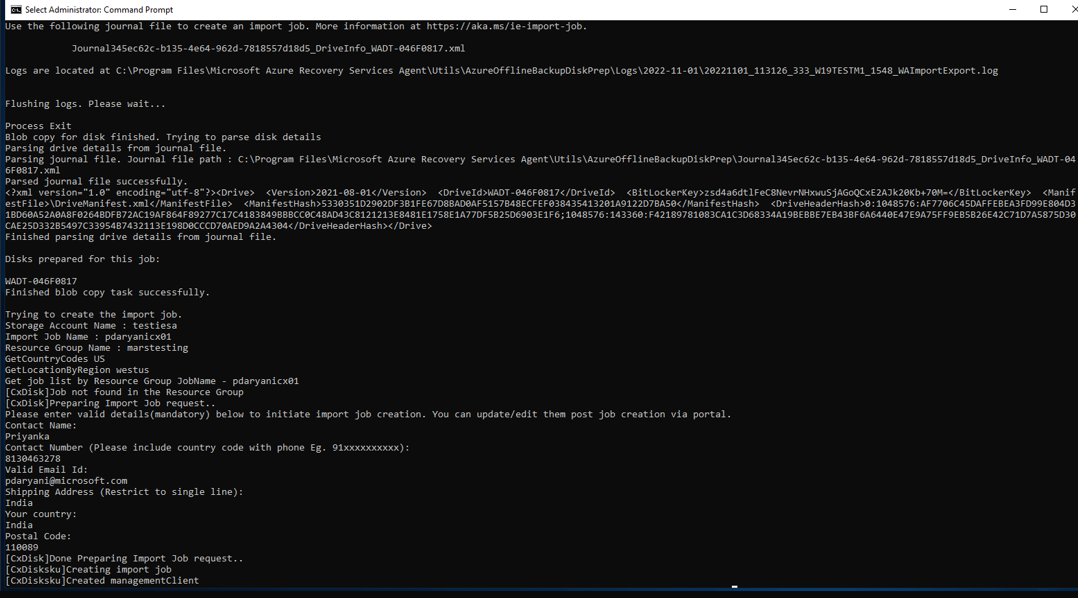 Select Administrator: Command Prompt
Use the following journal file to create an import job. More information at https://aka.ms/ie-import-job.
Journal345ec62c-b135-4e64-962d-7818557d18d5_DriveInfo_WADT-046F0817.xml
Logs are located at C:\Program Files\Microsoft Azure Recovery Services Agent\Utils\AzureOfflineBackupDiskPrep\Logs\2022-11-01\20221101_113126_333_W19TESTM1_1548_WAImportExport.log
Flushing logs. Please wait...
Process Exit
Blob copy for disk finished. Trying to parse disk details
Parsing drive details from journal file.
Parsing journal file. Journal file path : C:\Program Files\Microsoft Azure Recovery Services Agent\Utils\AzureOfflineBackupDiskPrep\Journal345ec62c-b135-4e64-962d-7818557d18d5_DriveInfo_WADT-04
6F0817.xml
Parsed journal file successfully.
<?xml version="1.0" encoding="utf-8"?><Drive>  <Version>2021-08-01</Version>  <DriveId>WADT-046F0817</DriveId>  <BitLockerKey>zsd4a6dtlFeC8NevrNHxwuSjAGoQCxE2AJk20Kb+70M=</BitLockerKey>  <Manif
estFile>\DriveManifest.xml</ManifestFile>  <ManifestHash>5330351D2902DF3B1FE67D8BAD0AF5157B48ECFEF038435413201A9122D7BA50</ManifestHash>  <DriveHeaderHash>0:1048576:AF7706C45DAFFEBEA3FD99E804D3
1BD60A52A0A8F0264BDFB72AC19AF864F89277C17C4183849BBBCC0C48AD43C8121213E8481E1758E1A77DF5B25D6903E1F6;1048576:143360:F42189781083CA1C3D68334A19BEBBE7EB43BF6A6440E47E9A75FF9EB5B26E42C71D7A5875D30
CAE25D332B5497C33954B7432113E198D0CCCD70AED9A2A4304</DriveHeaderHash></Drive>
Finished parsing drive details from journal file.
Disks prepared for this job:
WADT-046F0817
Finished blob copy task successfully.
Trying to create the import job.
Storage Account Name : testiesa
Import Job Name : pdaryanicx01
Resource Group Name : marstesting
GetCountryCodes US
GetLocationByRegion westus
Get job list by Resource Group JobName - pdaryanicx01
[CxDisk]Job not found in the Resource Group
[CxDisk]Preparing Import Job request..
Please enter valid details(mandatory) below to initiate import job creation. You can update/edit them post job creation via portal.
Contact Name:
Priyanka
Contact Number (Please include country code with phone Eg. 91xxxxxxxxxx):
8130463278
Valid Email Id:
pdaryani@microsoft.com
Shipping Address (Restrict to single line):
India
Your country:
India
Postal Code:
110089
[CxDisk]Done Preparing Import Job request..
[CxDisksku]Creating import job
[CxDisksku]Created managementClient